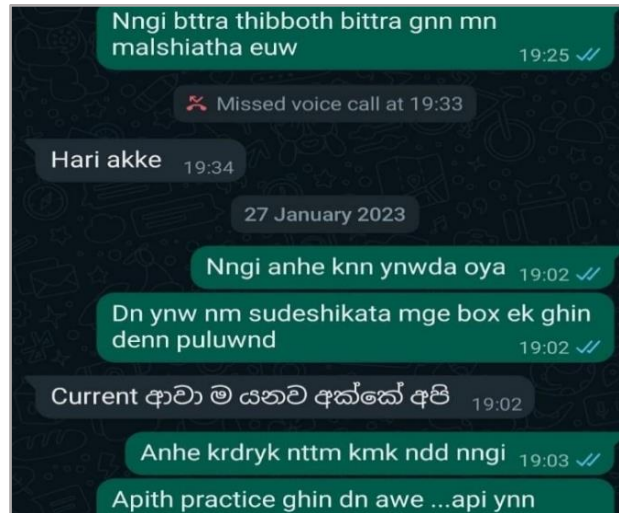 Nngi bttra thibboth bittra gnn mn
malshiatha euw
19:25
Missed voice call at 19:33
Hari akke 19:34
27 January 2023
Nngi anhe knn ynwda oya 19:02
Dn ynw nm sudeshikata mge box ek ghin
denn puluwnd
19:02
Current ආවා ම යනව අක්කේ අපි 19:02
Anhe krdryk nttm kmk ndd nngi 19:03
Apith practice ghin dn awe ...api ynn